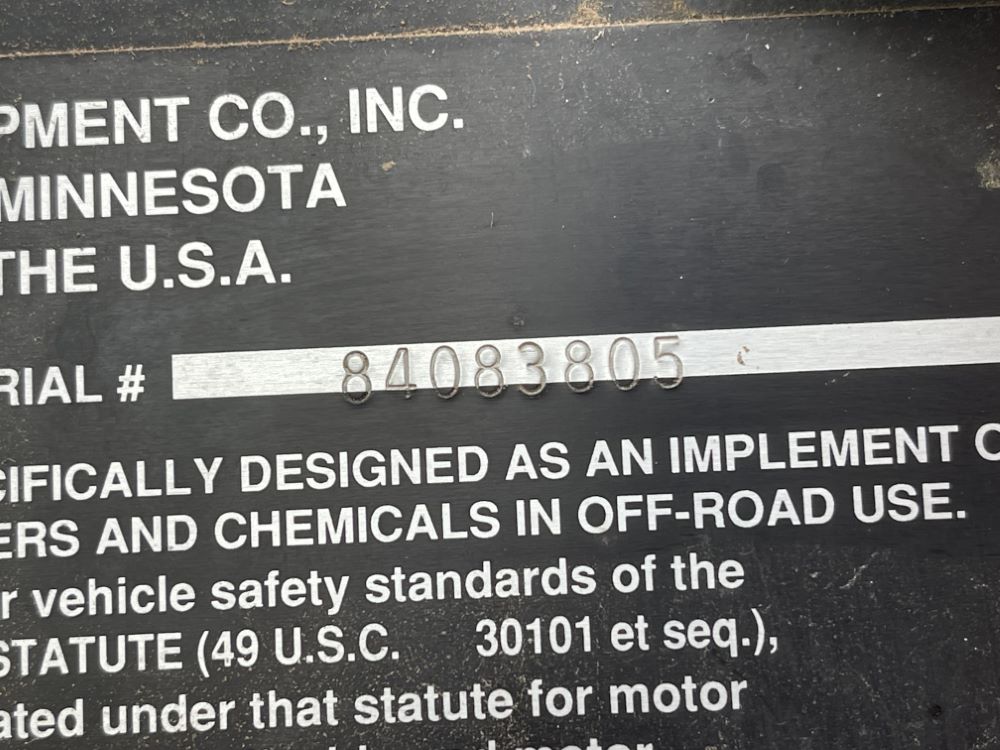 PMENT CO., INC.
MINNESOTA
THE U.S.A.
RIAL # 84083805
CIFICALLY DESIGNED AS AN IMPLEMENT O
ERS AND CHEMICALS IN OFF-ROAD USE.
r vehicle safety standards of the
STATUTE (49 U.S.C. 30101 et seq.),
ated under that statute for motor